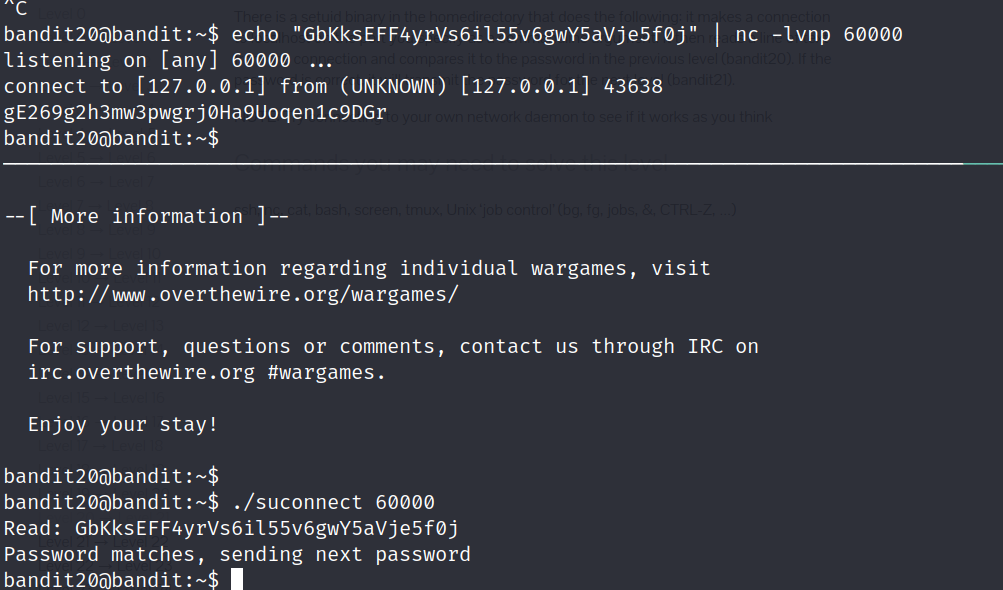 ^C
bandit20@bandit:~$ echo "GbKksEFF4yrVs6il55v6gwY5aVje5f0j" | nc -lvnp 60000
listening on [any] 60000 ...
connect to [127.0.0.1] from (UNKNOWN) [127.0.0.1] 43638
gE269g2h3mw3pwgrj0Ha9Uoqen1c9DGr
bandit20@bandit:~$
--[ More information ]--
For more information regarding individual wargames, visit
http://www.overthewire.org/wargames/
For support, questions or comments, contact us through IRC on
irc.overthewire.org #wargames.
Enjoy your stay!
bandit20@bandit:~$
bandit20@bandit:~$ ./suconnect 60000
Read: GbKksEFF4yrVs6il55v6gwY5aVje5f0j
Password matches, sending next password
bandit20@bandit:~$